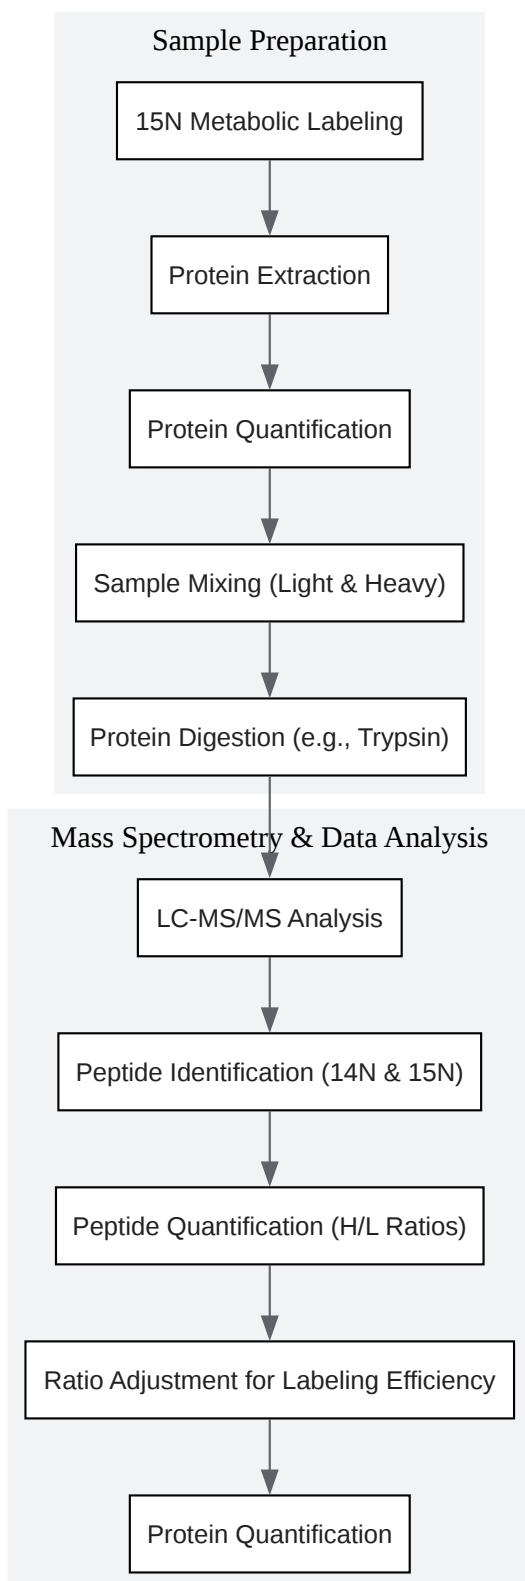 Sample Preparation
15N Metabolic Labeling
Protein Extraction
Protein Quantification
Sample Mixing (Light & Heavy)
Protein Digestion (e.g., Trypsin)
Mass Spectrometry & Data Analysis
LC-MS/MS Analysis
Peptide Identification (14N & 15N)
Peptide Quantification (H/L Ratios)
Ratio Adjustment for Labeling Efficiency
Protein Quantification